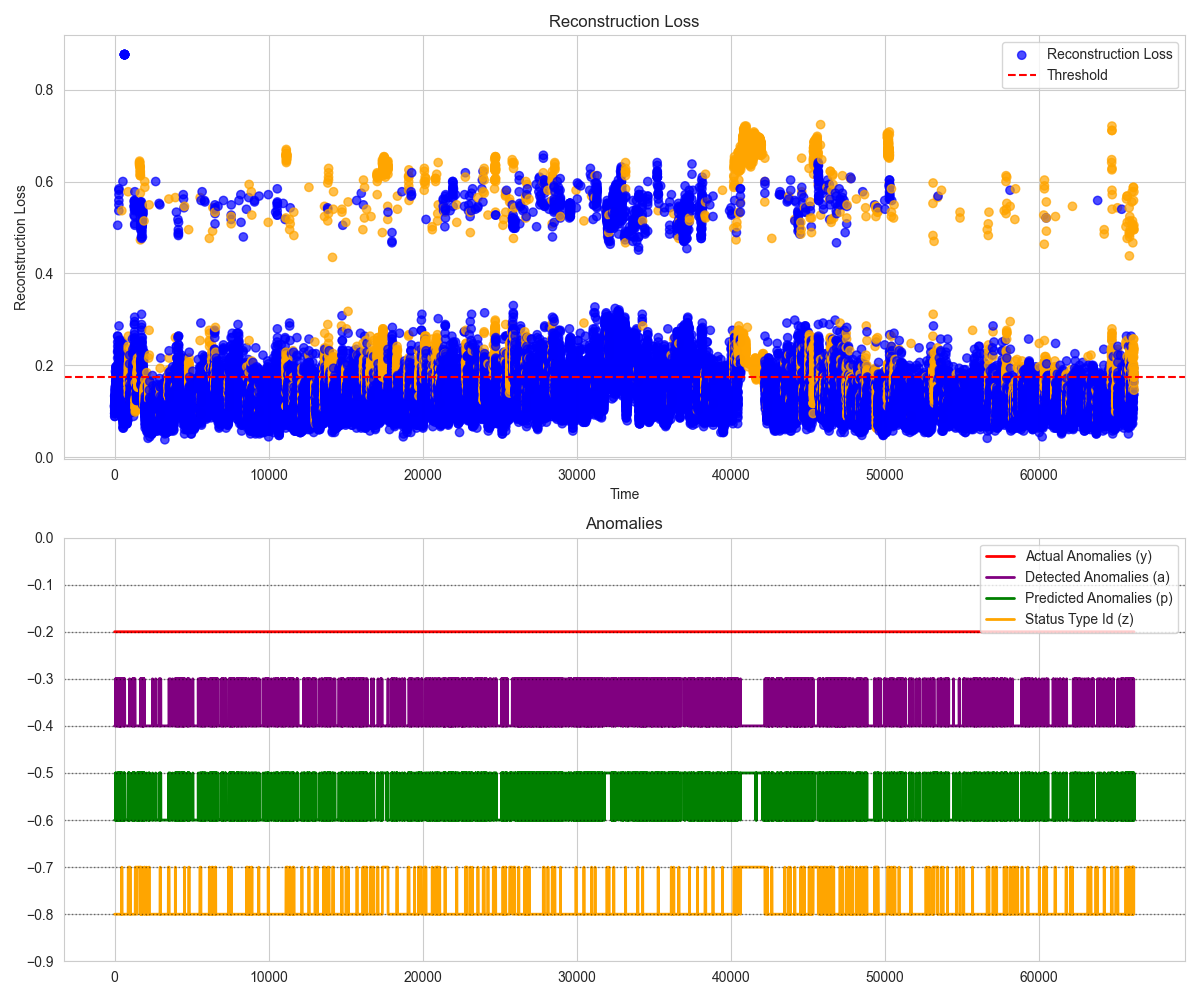 Reconstruction Loss
Reconstruction Loss
Threshold
Reconstruction Loss
0.8
0.6
0.4
0.2
0.0
0 10000 20000 30000 40000 50000 60000
Time
Anomalies
Actual Anomalies (y)
Detected Anomalies (a)
Predicted Anomalies (p)
Status Type Id (z)
0.0
−0.1
−0.2
−0.3
−0.4
−0.5
−0.6
−0.7
−0.8
−0.9
0 10000 20000 30000 40000 50000 60000